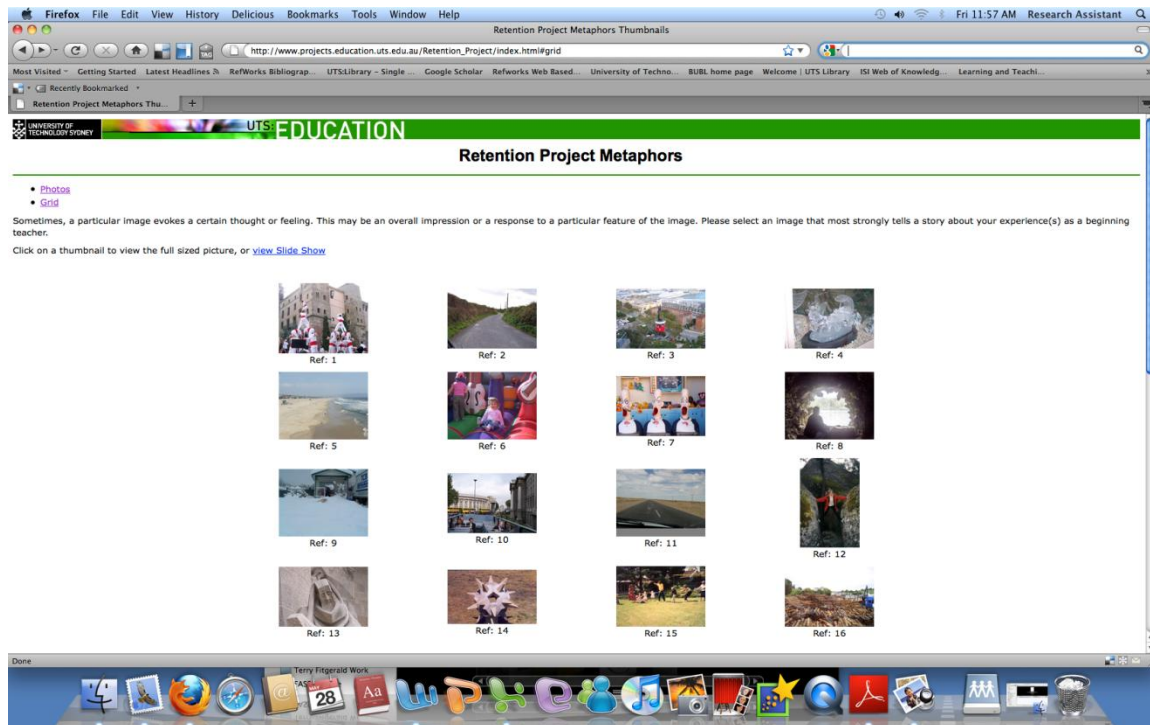 Firefox File Edit View History Delicious Bookmarks Tools Window Help Fri 11:57 AM Research Assistant
Retention Project Metaphors Thumbnails
http://www.projects.education.uts.edu.au/Retention_Project/index.html#grid
Most Visited Getting Started Latest Headlines RefWorks Bibliograp... UTS:Library – Single ... Google Scholar Refworks Web Based... University of Techno... BUBL home page Welcome | UTS Library ISI Web of Knowledg... Learning and Teachi...
Recently Bookmarked
Retention Project Metaphors Thu... +
UNIVERSITY OF
TECHNOLOGY SYDNEY
UTS:EDUCATION
Retention Project Metaphors
• Photos
• Grid
Sometimes, a particular image evokes a certain thought or feeling. This may be an overall impression or a response to a particular feature of the image. Please select an image that most strongly tells a story about your experience(s) as a beginning
teacher.
Click on a thumbnail to view the full sized picture, or view Slide Show
Ref: 1 Ref: 2 Ref: 3 Ref: 4
Ref: 5 Ref: 6 Ref: 7 Ref: 8
Ref: 9 Ref: 10 Ref: 11 Ref: 12
Ref: 13 Ref: 14 Ref: 15 Ref: 16
Done
Terry Fitzgerald Work
MAY
28
Aa